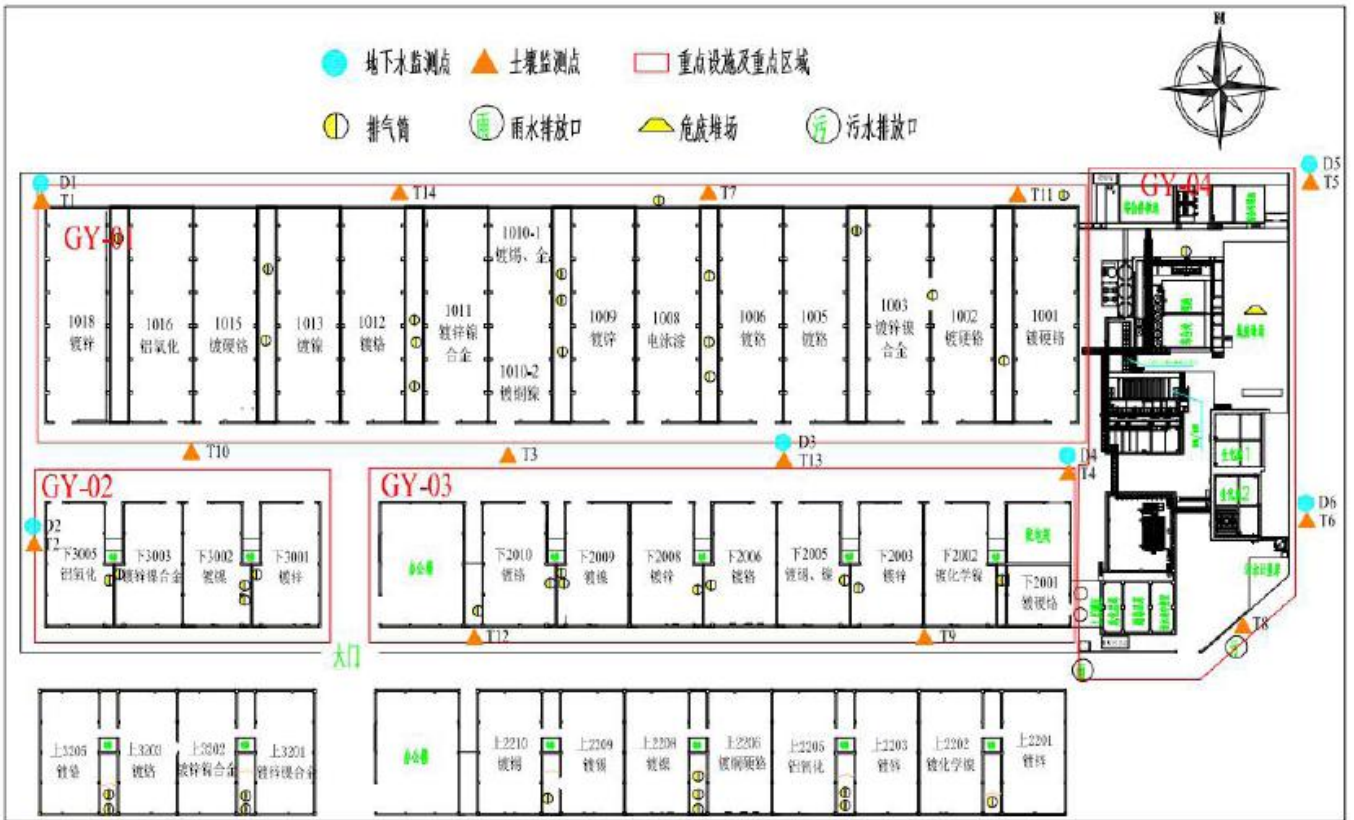 N
地下水监测点
土壤监测点
重点设施及重点区域
排气筒
雨
雨水排放口
危废堆场
污
污水排放口
D1
T1
T14
T7
T11
GY-04
D5
T5
GY-01
1018
镀锌
1016
铝氧化
1015
镀硬铬
1013
镀镍
1012
镀铬
1011
镀锌镍
合金
1010-1
镀锡、金
1010-2
镀铜镍
1009
镀锌
1008
电泳漆
1006
镀铬
1005
镀铬
1003
镀锌镍
合金
1002
镀硬铬
1001
镀硬铬
T10
T3
D3
T13
D4
T4
GY-02
GY-03
D2
T2
下3005
铝氧化
下3003
镀锌镍合金
下3002
镀镍
下3001
镀锌
办公楼
下2010
镀铬
下2009
镀镍
下2008
镀锌
下2006
镀铬
下2005
镀锡、镍
下2003
镀锌
下2002
镀化学镍
配电间
下2001
镀硬铬
D6
T6
T12
T9
T8
大门
上3205
镀铬
上3203
镀铬
上3202
镀锌镍合金
上3201
镀锌镍合金
办公楼
上2210
镀铜
上2209
镀锡
上2208
镀镍
上2206
镀铜硬铬
上2205
铝氧化
上2203
镀锌
上2202
镀化学镍
上2201
镀锌